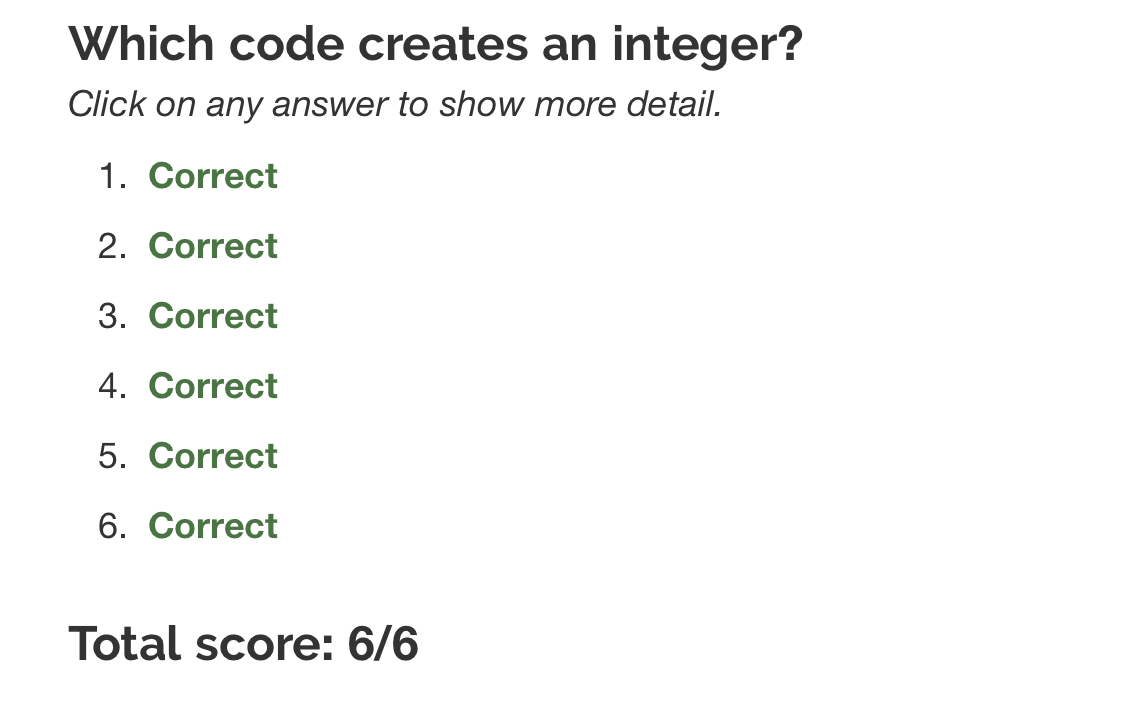 Which code creates an integer?
Click on any answer to show more detail.
1. Correct
2. Correct
3. Correct
4. Correct
5. Correct
6. Correct
Total score: 6/6